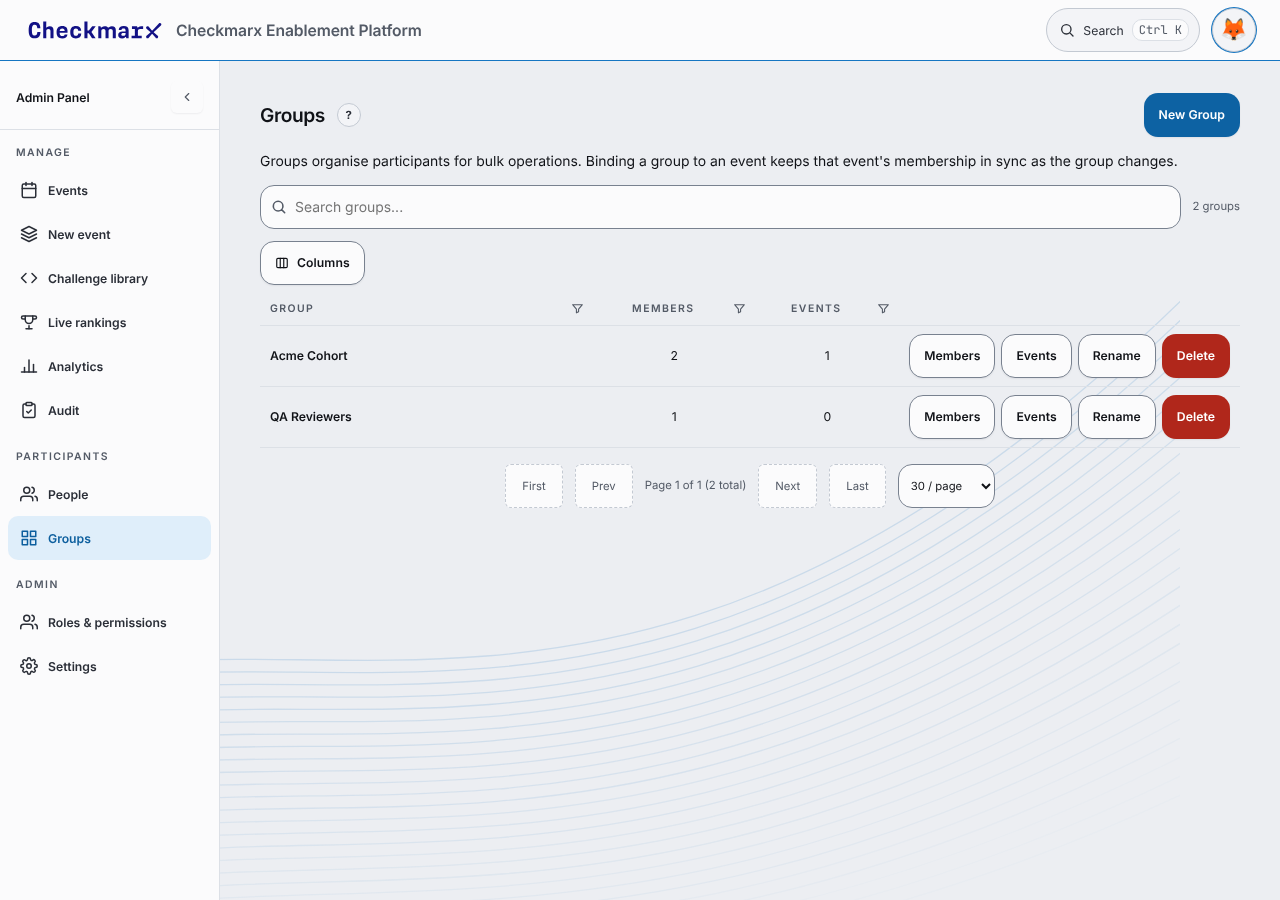 Checkmarx Checkmarx Enablement Platform Search Ctrl K
Admin Panel
MANAGE
Events
New event
Challenge library
Live rankings
Analytics
Audit
PARTICIPANTS
People
Groups
ADMIN
Roles & permissions
Settings
Groups ? New Group
Groups organise participants for bulk operations. Binding a group to an event keeps that event's membership in sync as the group changes.
Search groups... 2 groups
Columns
GROUP MEMBERS EVENTS
Acme Cohort 2 1 Members Events Rename Delete
QA Reviewers 1 0 Members Events Rename Delete
First Prev Page 1 of 1 (2 total) Next Last 30 / page